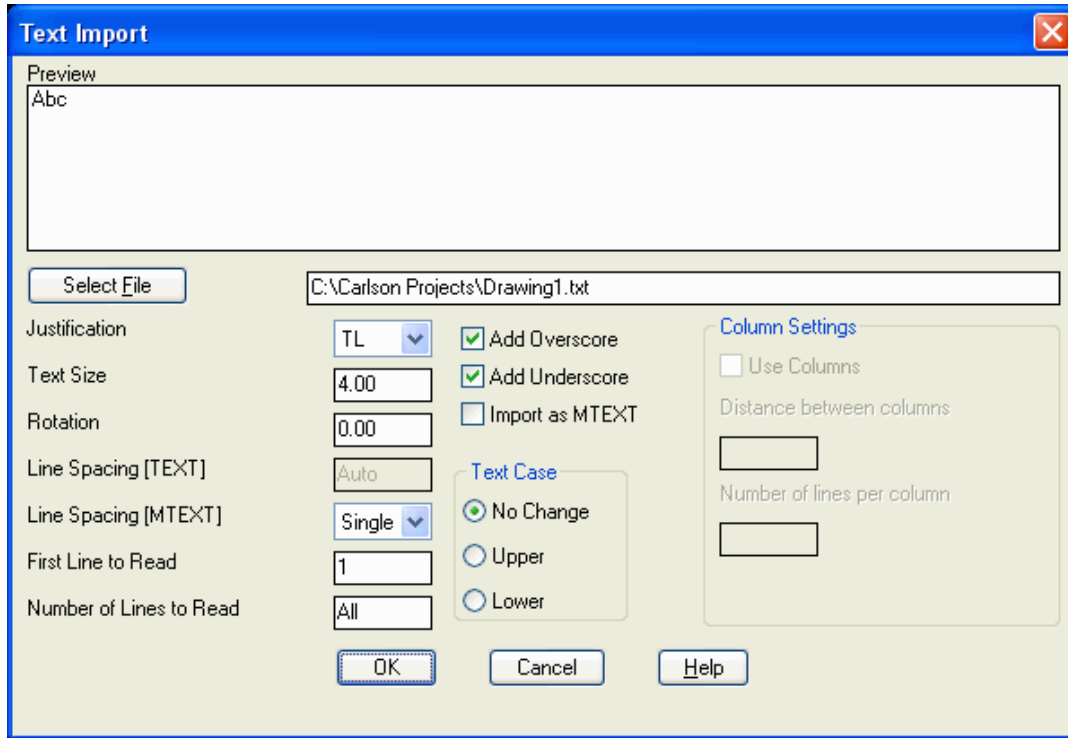 Text Import
Preview
Abc
Select File
C:\Carlson Projects\Drawing1.txt
Justification
TL
Add Overscore
Column Settings
Use Columns
Text Size
4.00
Add Underscore
Distance between columns
Rotation
0.00
Import as MTEXT
Line Spacing [TEXT]
Auto
Text Case
Number of lines per column
Line Spacing [MTEXT]
Single
No Change
First Line to Read
1
Upper
Number of Lines to Read
All
Lower
OK
Cancel
Help